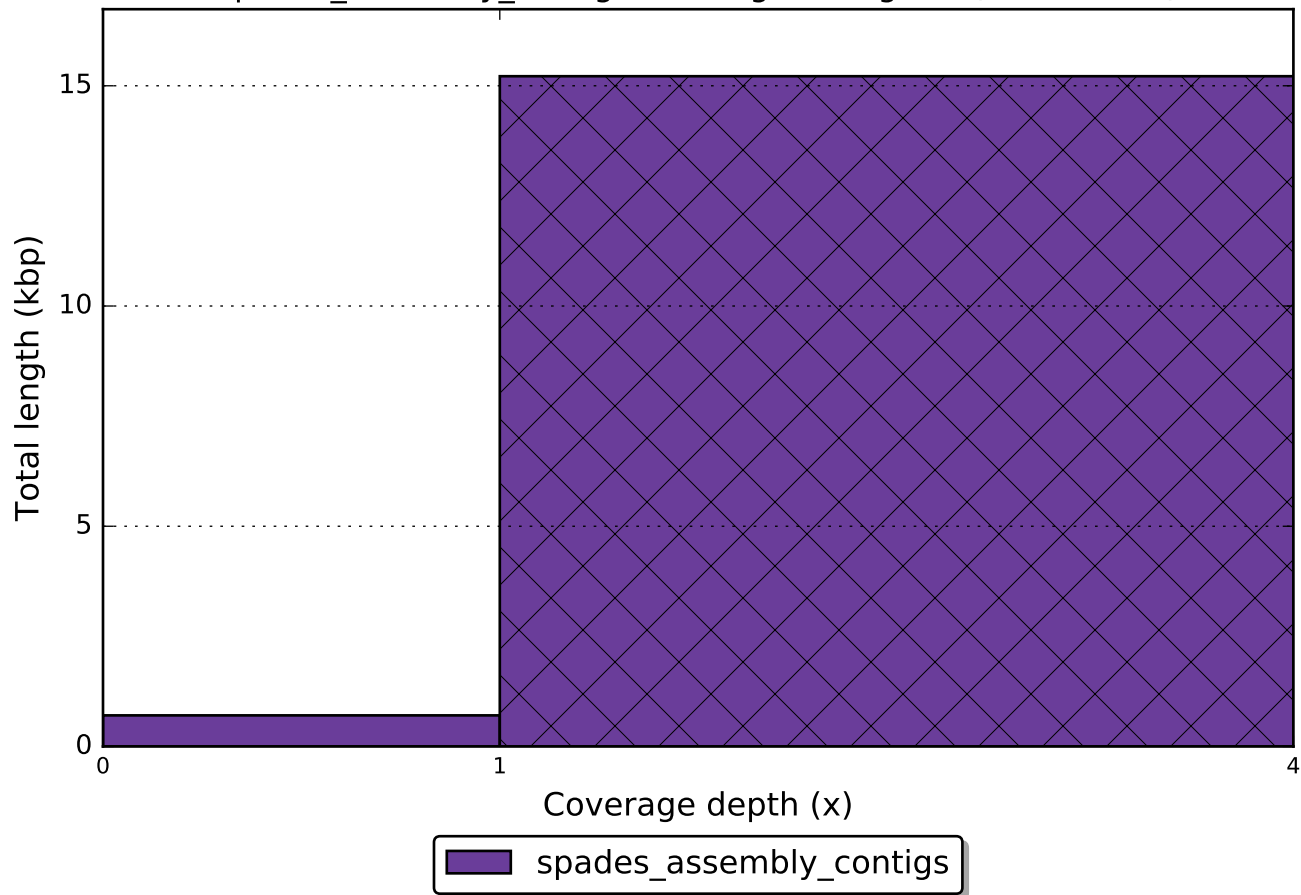 15
10
5
0
Total length (kbp)
0 1 4
Coverage depth (x)
spades_assembly_contigs